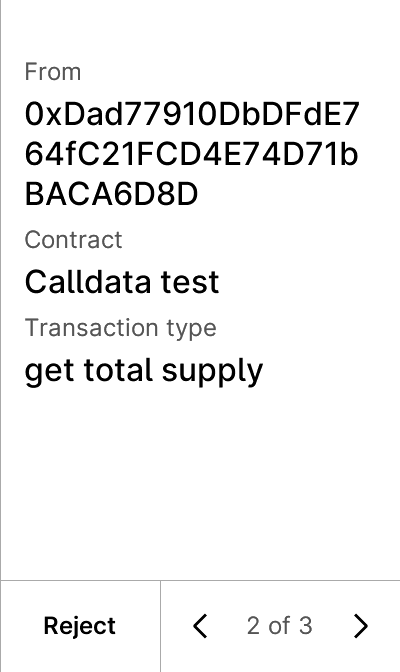 From
0xDad77910DbDFdE7
64fC21FCD4E74D71b
BACA6D8D
Contract
Calldata test
Transaction type
get total supply
Reject
2 of 3